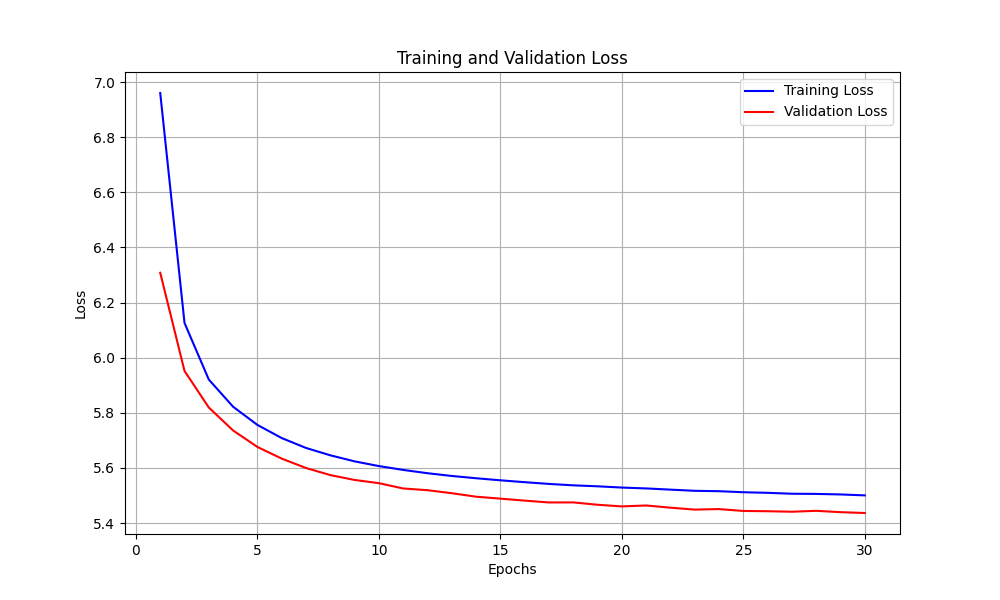 Training and Validation Loss
Training Loss
Validation Loss
7.0
6.8
6.6
6.4
6.2
6.0
5.8
5.6
5.4
Loss
0 5 10 15 20 25 30
Epochs